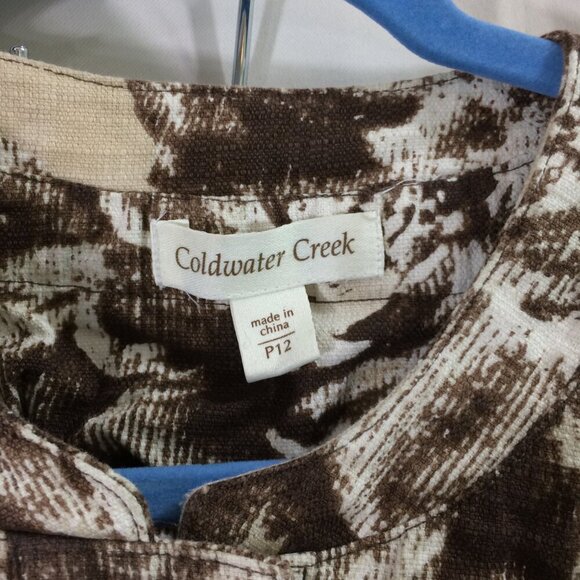 Coldwater Creek
made in
china
P12